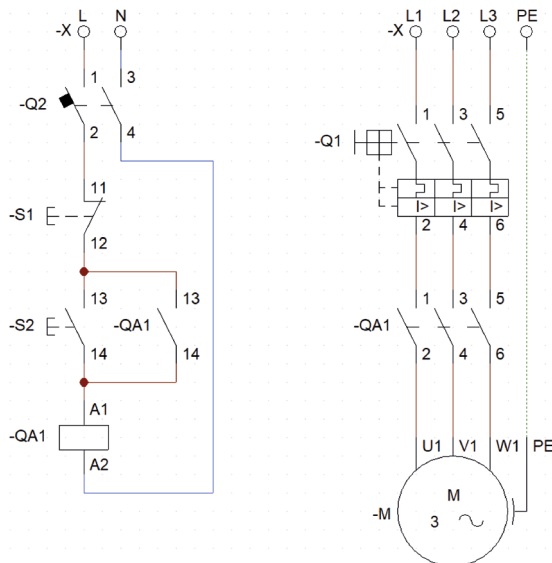 L N
-X
1 3
-Q2
2 4
11
-S1
12
13 13
-S2 -QA1
14 14
A1
-QA1
A2
L1 L2 L3 PE
-X
1 3 5
-Q1
I> I> I>
2 4 6
1 3 5
-QA1
2 4 6
U1 V1 W1 PE
M
-M
3